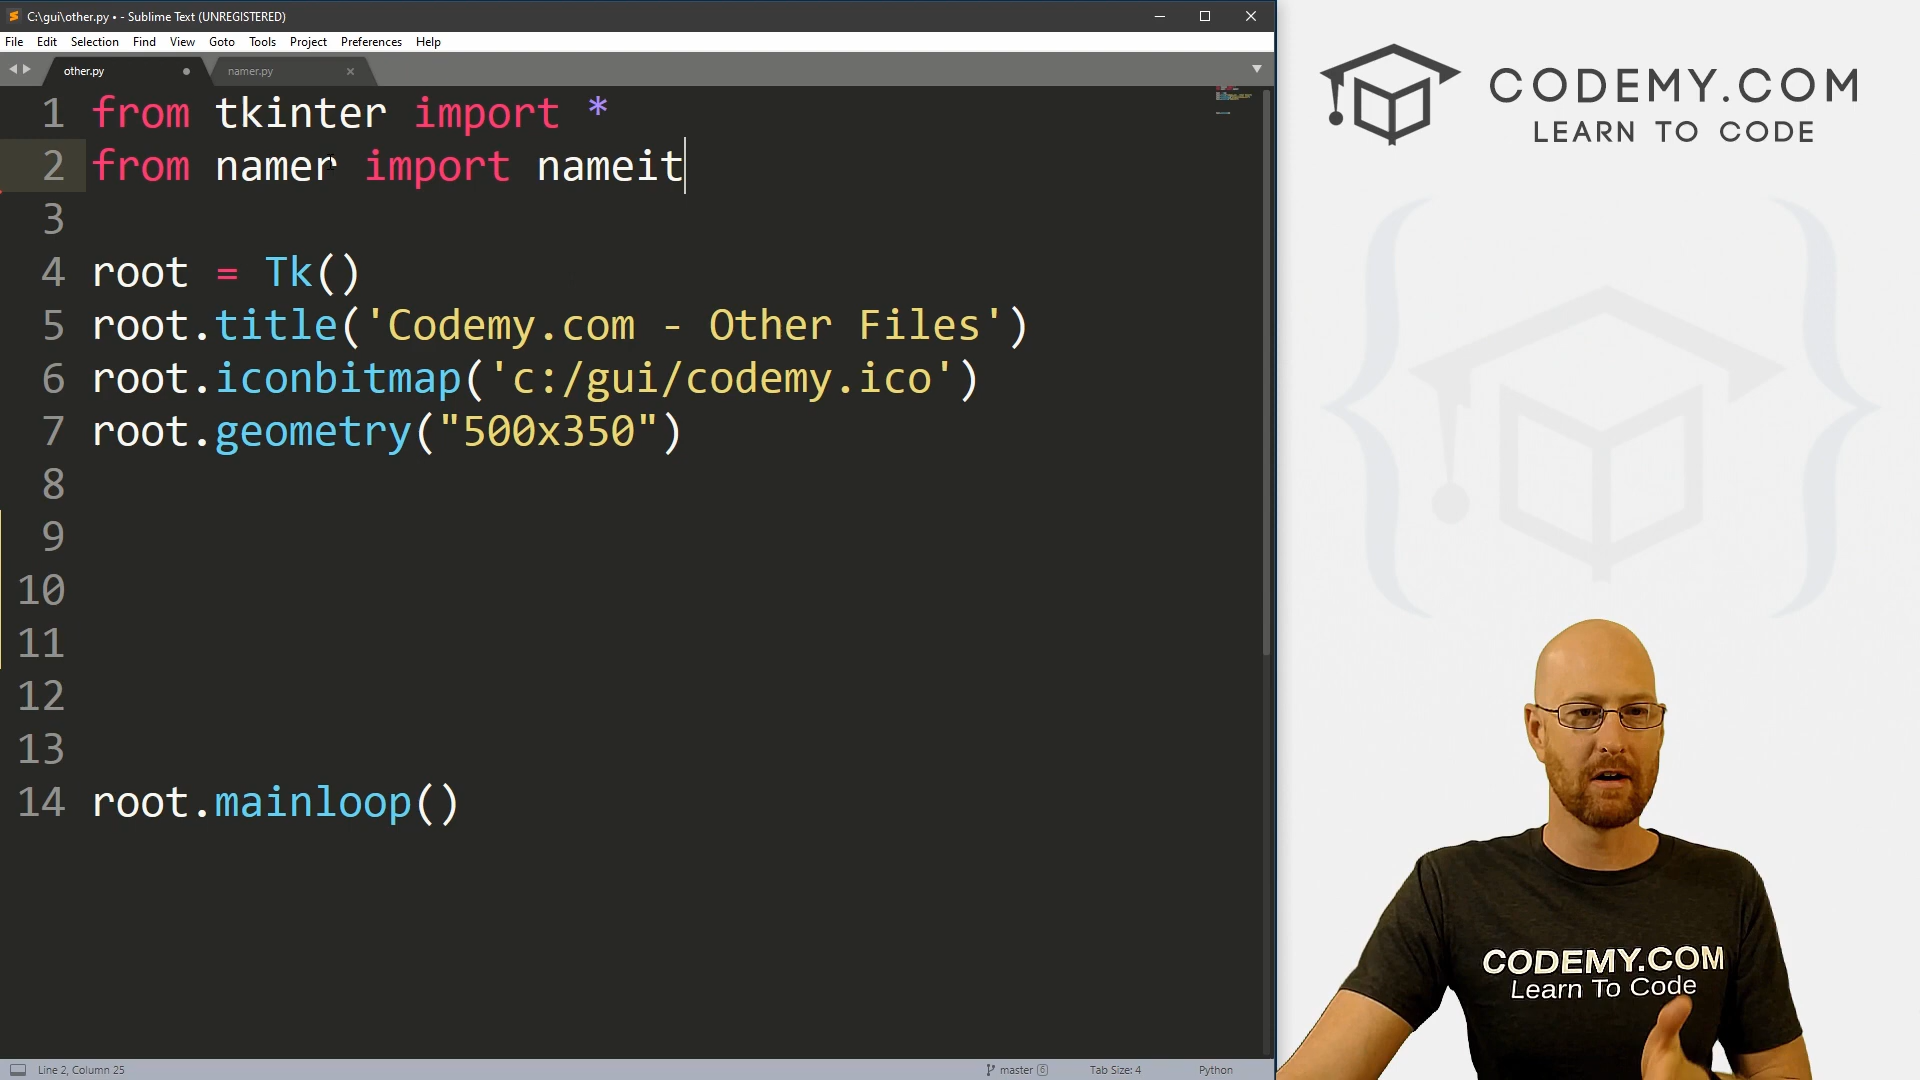 C:\gui\other.py • - Sublime Text (UNREGISTERED)
File Edit Selection Find View Goto Tools Project Preferences Help
other.py namer.py
1 from tkinter import *
2 from namer import nameit
3
4 root = Tk()
5 root.title('Codemy.com - Other Files')
6 root.iconbitmap('c:/gui/codemy.ico')
7 root.geometry("500x350")
8
9
10
11
12
13
14 root.mainloop()
Line 2, Column 25 master 6 Tab Size: 4 Python
CODEMY.COM
LEARN TO CODE
CODEMY.COM
Learn To Code